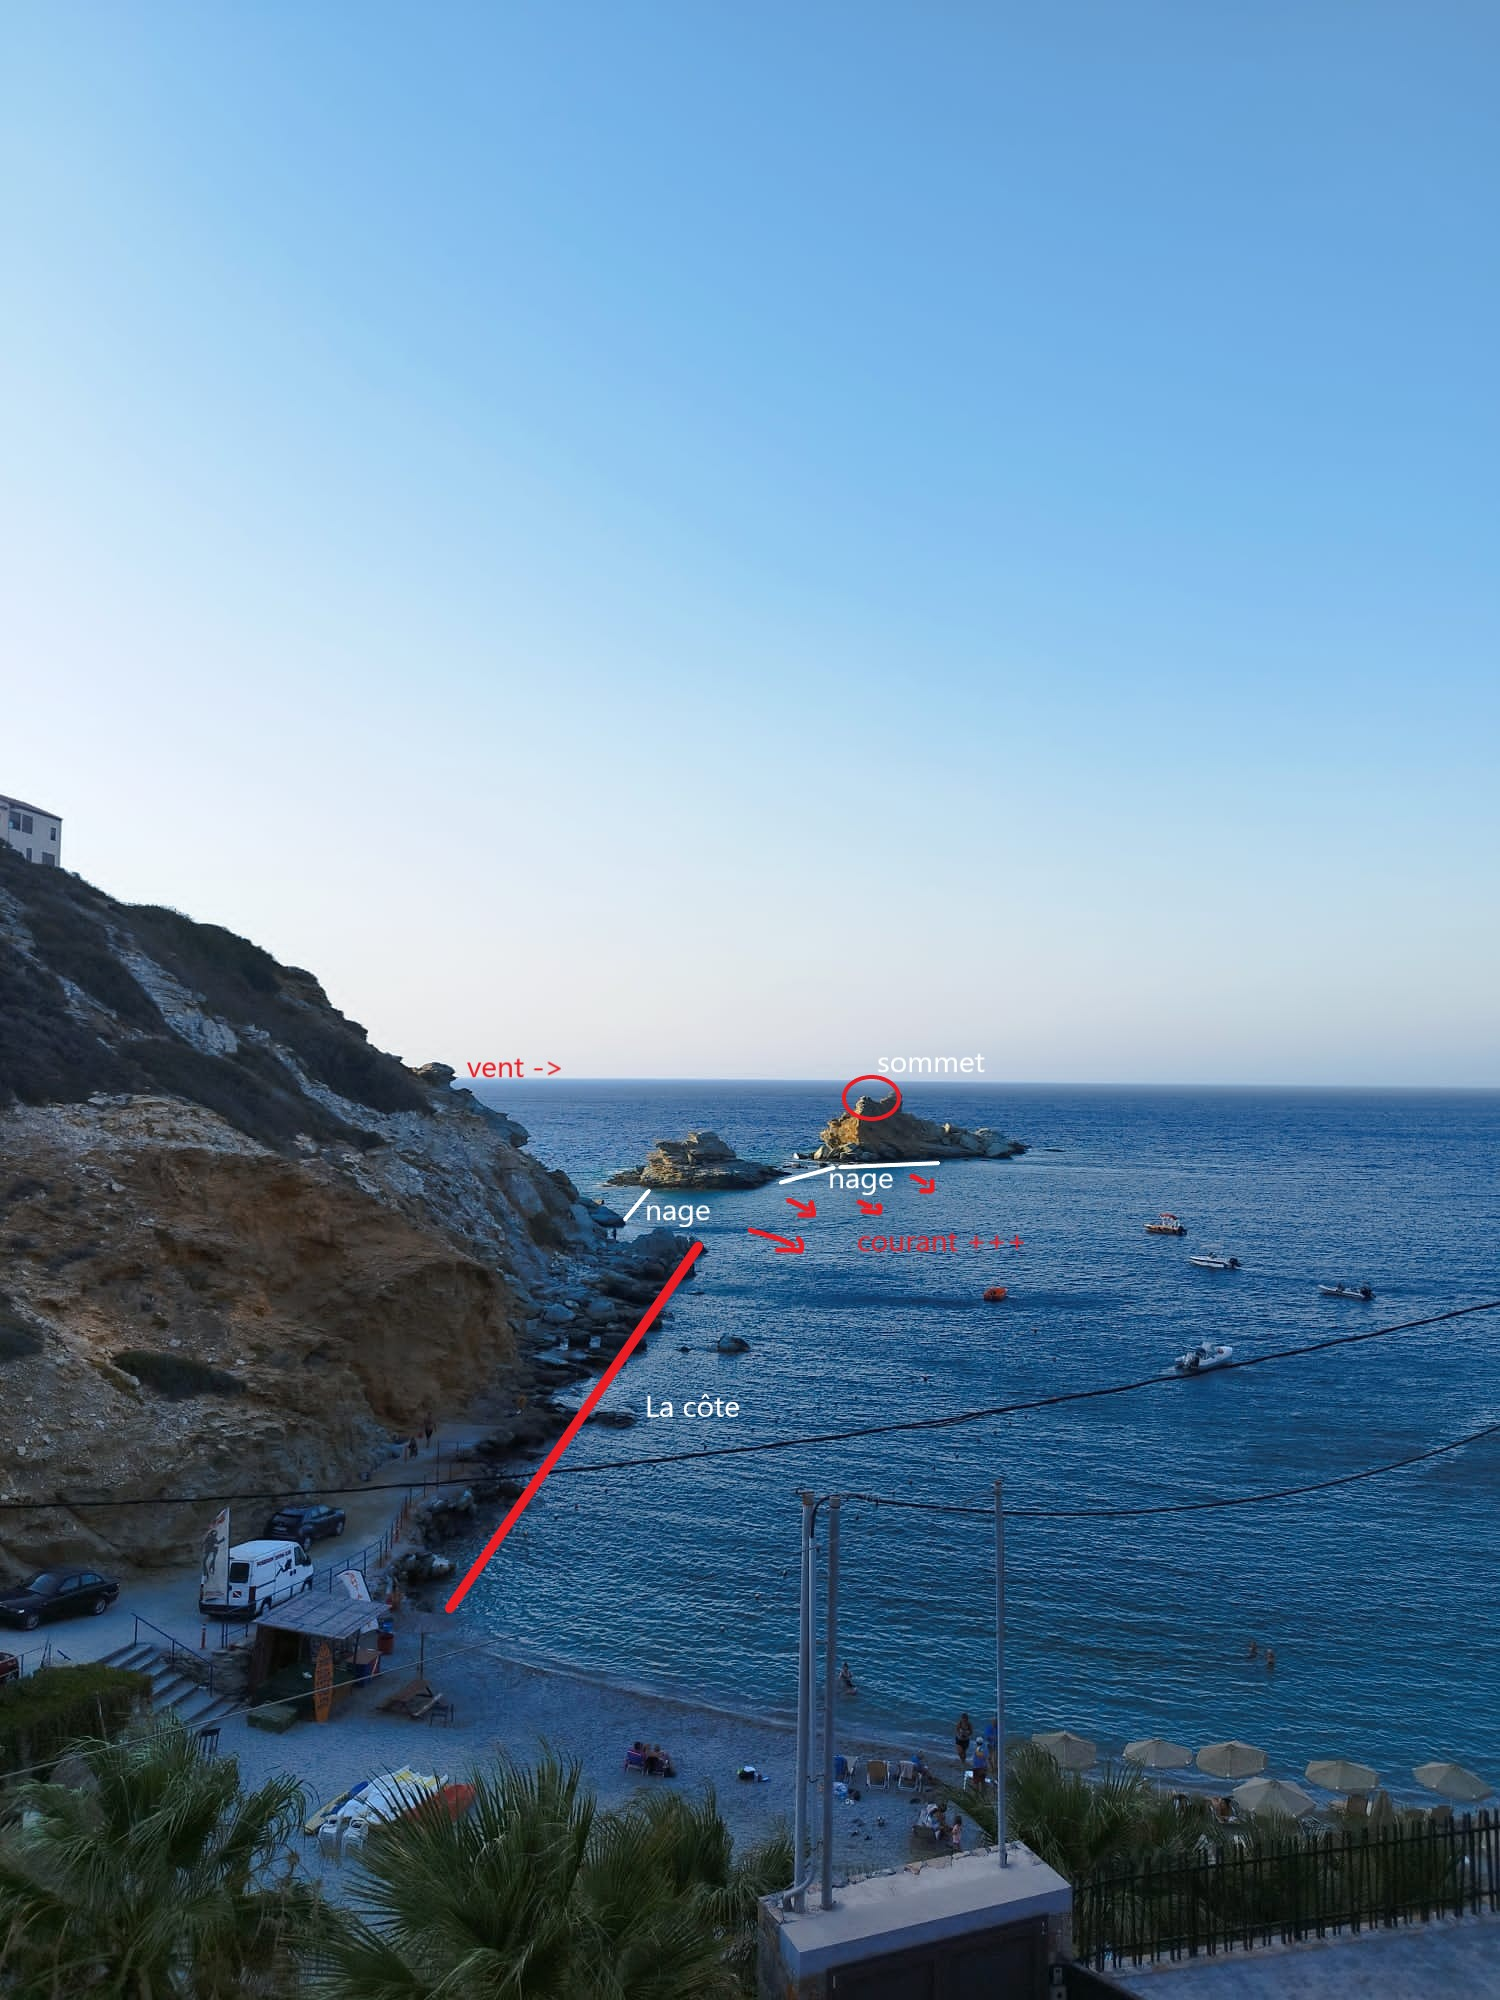 vent ->
sommet
nage
nage
courant +++
La côte